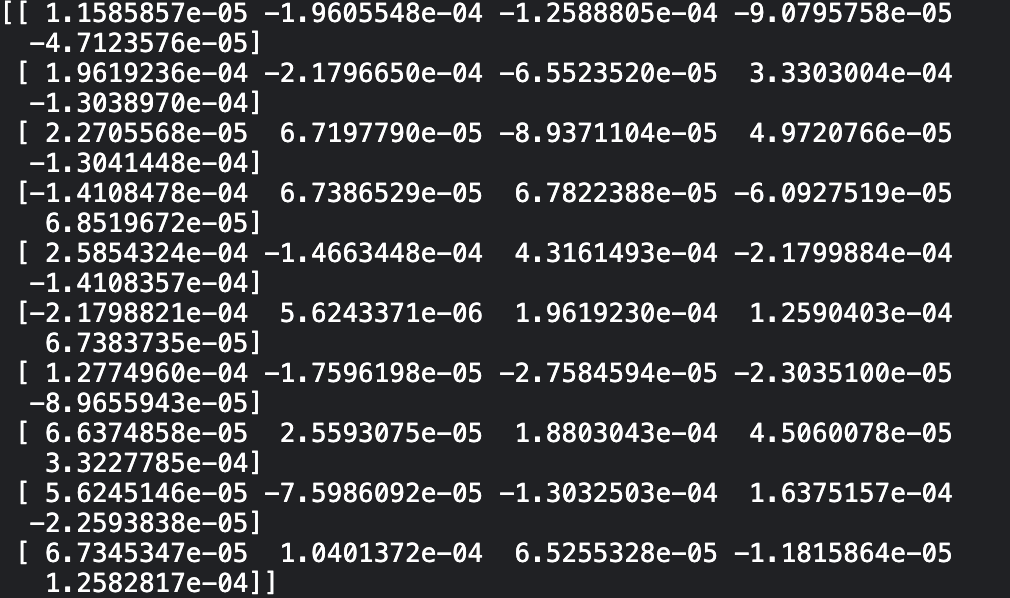 [[ 1.1585857e-05 -1.9605548e-04 -1.2588805e-04 -9.0795758e-05
-4.7123576e-05]
[ 1.9619236e-04 -2.1796650e-04 -6.5523520e-05 3.3303004e-04
-1.3038970e-04]
[ 2.2705568e-05 6.7197790e-05 -8.9371104e-05 4.9720766e-05
-1.3041448e-04]
[-1.4108478e-04 6.7386529e-05 6.7822388e-05 -6.0927519e-05
6.8519672e-05]
[ 2.5854324e-04 -1.4663448e-04 4.3161493e-04 -2.1799884e-04
-1.4108357e-04]
[-2.1798821e-04 5.6243371e-06 1.9619230e-04 1.2590403e-04
6.7383735e-05]
[ 1.2774960e-04 -1.7596198e-05 -2.7584594e-05 -2.3035100e-05
-8.9655943e-05]
[ 6.6374858e-05 2.5593075e-05 1.8803043e-04 4.5060078e-05
3.3227785e-04]
[ 5.6245146e-05 -7.5986092e-05 -1.3032503e-04 1.6375157e-04
-2.2593838e-05]
[ 6.7345347e-05 1.0401372e-04 6.5255328e-05 -1.1815864e-05
1.2582817e-04]]